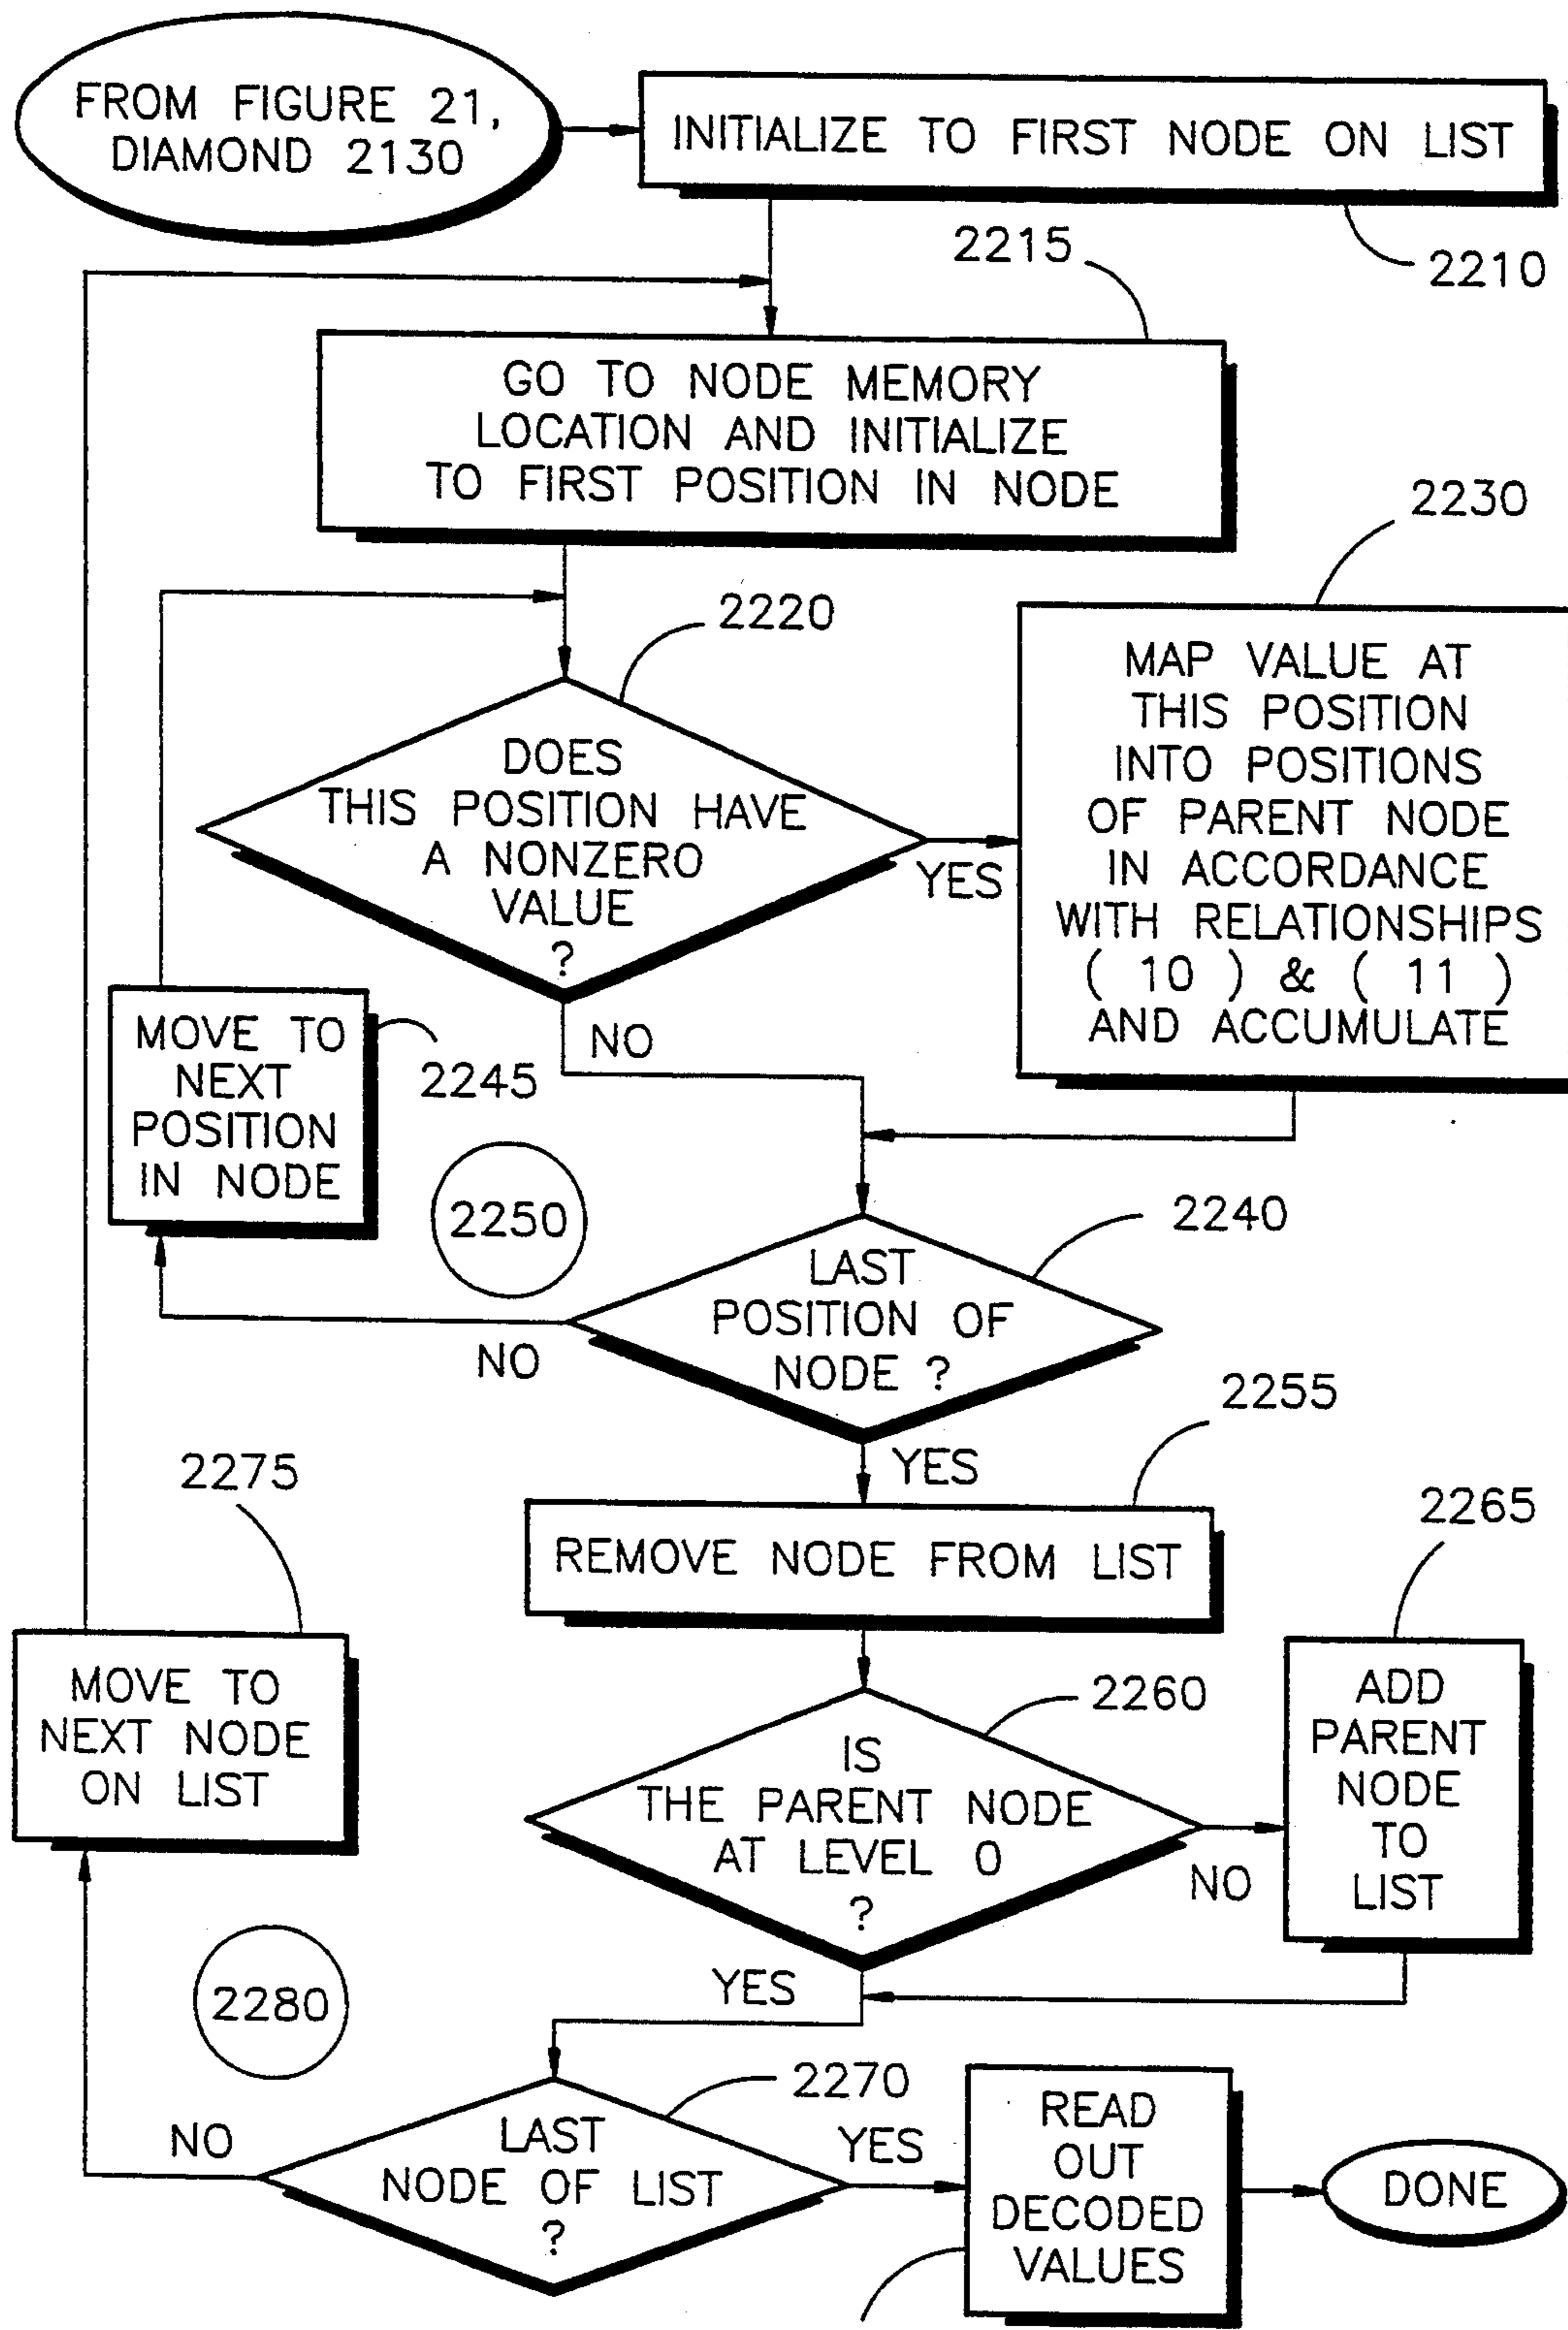 FROM FIGURE 21,
DIAMOND 2130
INITIALIZE TO FIRST NODE ON LIST
2210
2215
GO TO NODE MEMORY
LOCATION AND INITIALIZE
TO FIRST POSITION IN NODE
2220
DOES
THIS POSITION HAVE
A NONZERO
VALUE
?
YES
NO
2230
MAP VALUE AT
THIS POSITION
INTO POSITIONS
OF PARENT NODE
IN ACCORDANCE
WITH RELATIONSHIPS
( 10 ) & ( 11 )
AND ACCUMULATE
MOVE TO
NEXT
POSITION
IN NODE
2245
2250
2240
LAST
POSITION OF
NODE ?
NO
YES
2255
REMOVE NODE FROM LIST
2275
MOVE TO
NEXT NODE
ON LIST
2260
IS
THE PARENT NODE
AT LEVEL 0
?
NO
YES
2265
ADD
PARENT
NODE
TO
LIST
2280
2270
LAST
NODE OF LIST
?
NO
YES
READ
OUT
DECODED
VALUES
DONE